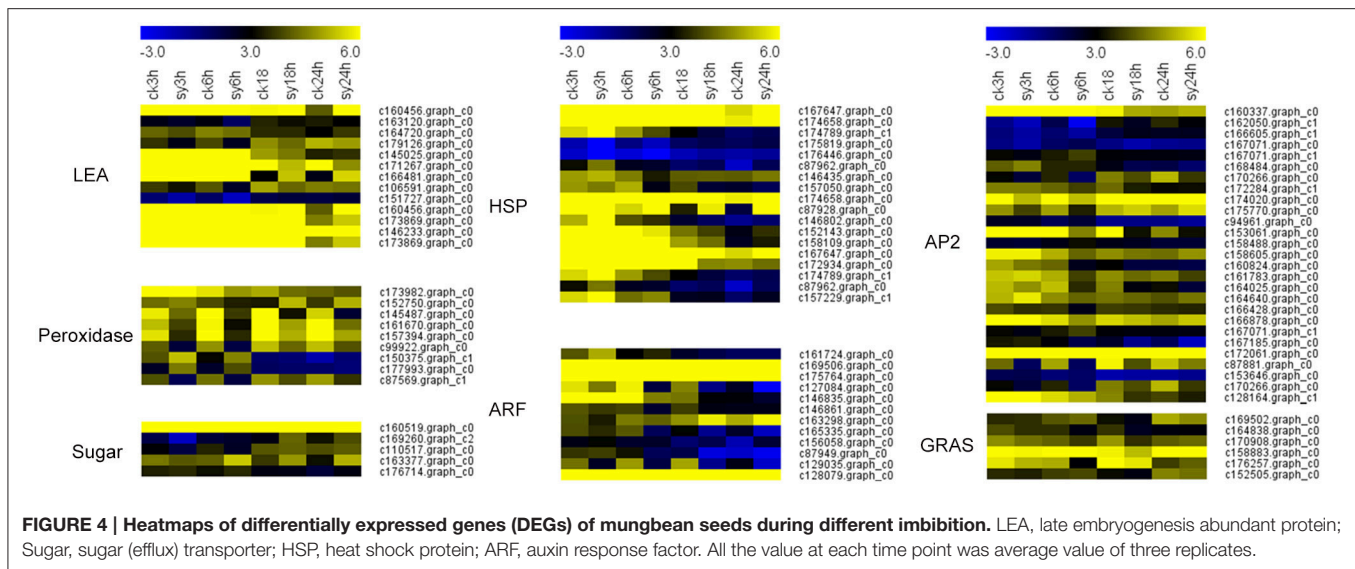 -3.0 3.0 6.0
ck3h sy3h ck6h sy6h ck18 sy18h ck24h sy24h
LEA
c160456.graph_c0
c163120.graph_c0
c164720.graph_c0
c179126.graph_c0
c145025.graph_c0
c171267.graph_c0
c166481.graph_c0
c106591.graph_c0
c151727.graph_c0
c160456.graph_c0
c173869.graph_c0
c146233.graph_c0
c173869.graph_c0
Peroxidase
c173982.graph_c0
c152750.graph_c0
c145487.graph_c0
c161670.graph_c0
c157394.graph_c0
c99922.graph_c0
c150375.graph_c1
c177993.graph_c0
c87569.graph_c1
Sugar
c160519.graph_c0
c169260.graph_c2
c110517.graph_c0
c163377.graph_c0
c176714.graph_c0
-3.0 3.0 6.0
ck3h sy3h ck6h sy6h ck18 sy18h ck24h sy24h
HSP
c167647.graph_c0
c174658.graph_c0
c174789.graph_c1
c175819.graph_c0
c176446.graph_c0
c87962.graph_c0
c146435.graph_c0
c157050.graph_c0
c174658.graph_c0
c87928.graph_c0
c146802.graph_c0
c152143.graph_c0
c158109.graph_c0
c167647.graph_c0
c172934.graph_c0
c174789.graph_c1
c87962.graph_c0
c157229.graph_c1
ARF
c161724.graph_c0
c169506.graph_c0
c175764.graph_c0
c127084.graph_c0
c146835.graph_c0
c146861.graph_c0
c163298.graph_c0
c165335.graph_c0
c156058.graph_c0
c87949.graph_c0
c129035.graph_c0
c128079.graph_c0
-3.0 3.0 6.0
ck3h sy3h ck6h sy6h ck18 sy18h ck24h sy24h
AP2
c160337.graph_c0
c162050.graph_c1
c166605.graph_c1
c167071.graph_c0
c167071.graph_c1
c168484.graph_c0
c170266.graph_c0
c172284.graph_c1
c174020.graph_c0
c175770.graph_c0
c94961.graph_c0
c153061.graph_c0
c158488.graph_c0
c158605.graph_c0
c160824.graph_c0
c161783.graph_c0
c164025.graph_c0
c164640.graph_c0
c166428.graph_c0
c166878.graph_c0
c167071.graph_c1
c167185.graph_c0
c172061.graph_c0
c87881.graph_c0
c153646.graph_c0
c170266.graph_c0
c128164.graph_c1
GRAS
c169502.graph_c0
c164838.graph_c0
c170908.graph_c0
c158883.graph_c0
c176257.graph_c0
c152505.graph_c0
FIGURE 4 | Heatmaps of differentially expressed genes (DEGs) of mungbean seeds during different imbibition. LEA, late embryogenesis abundant protein;
Sugar, sugar (efflux) transporter; HSP, heat shock protein; ARF, auxin response factor. All the value at each time point was average value of three replicates.